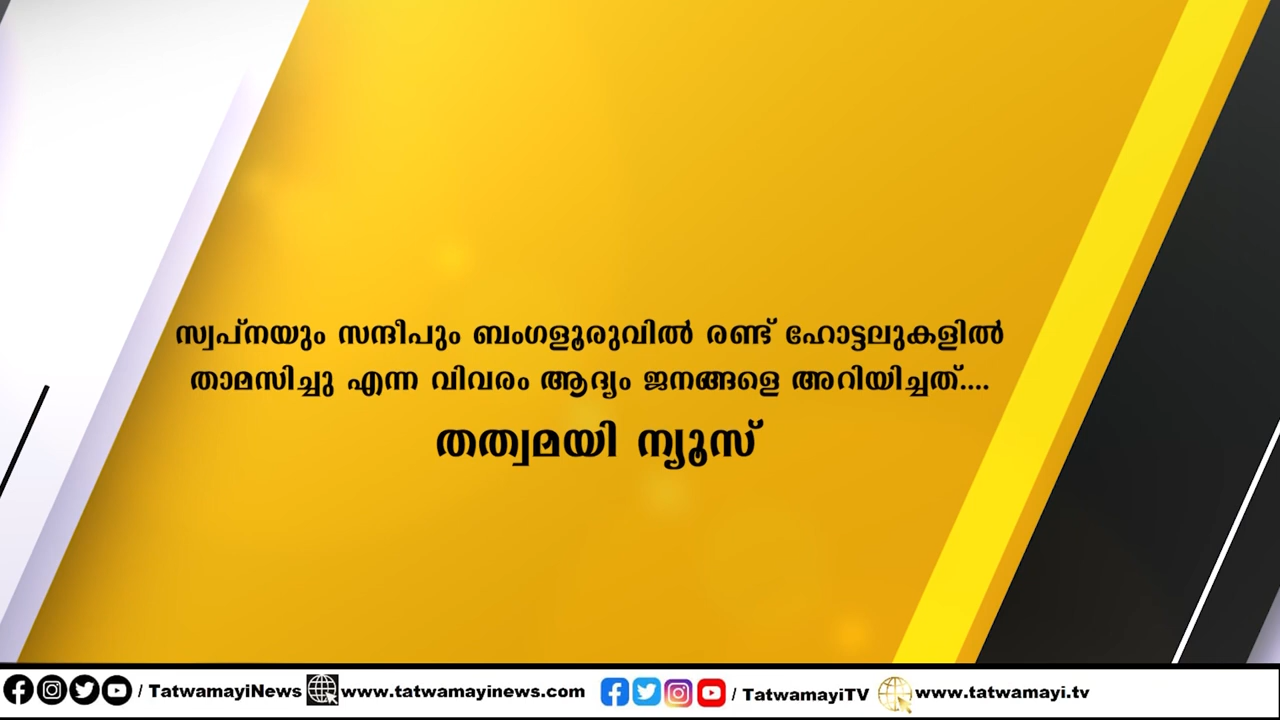 സ്വപ്നയും സന്ദീപും ബംഗളൂരുവിൽ രണ്ട് ഹോട്ടലുകളിൽ
താമസിച്ചു എന്ന വിവരം ആദ്യം ജനങ്ങളെ അറിയിച്ചത്....
തത്വമയി ന്യൂസ്
/ TatwamayiNews www.tatwamayinews.com / TatwamayiTV www.tatwamayi.tv